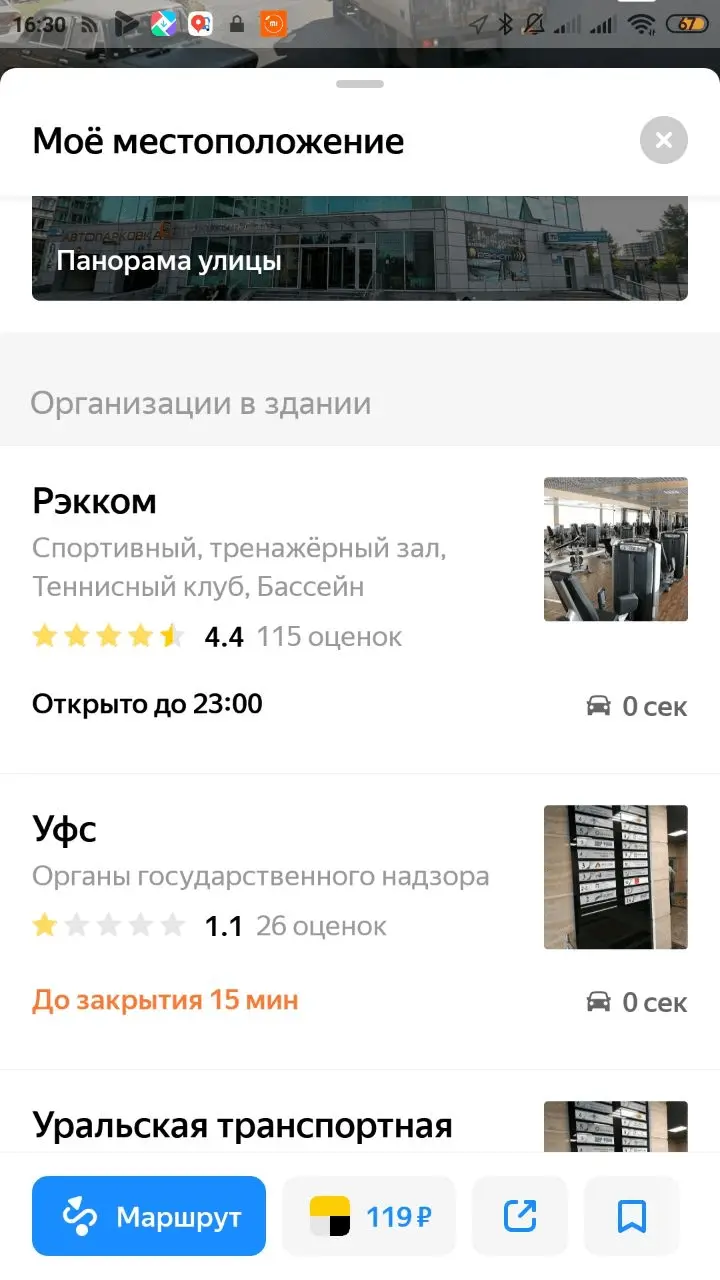 16:30
67
Моё местоположение
АВТОПАРКОВКА
Панорама улицы
Организации в здании
Рэкком
Спортивный, тренажёрный зал,
Теннисный клуб, Бассейн
4.4 115 оценок
Открыто до 23:00
0 сек
Уфс
Органы государственного надзора
1.1 26 оценок
До закрытия 15 мин
0 сек
Уральская транспортная
Маршрут
119 ₽